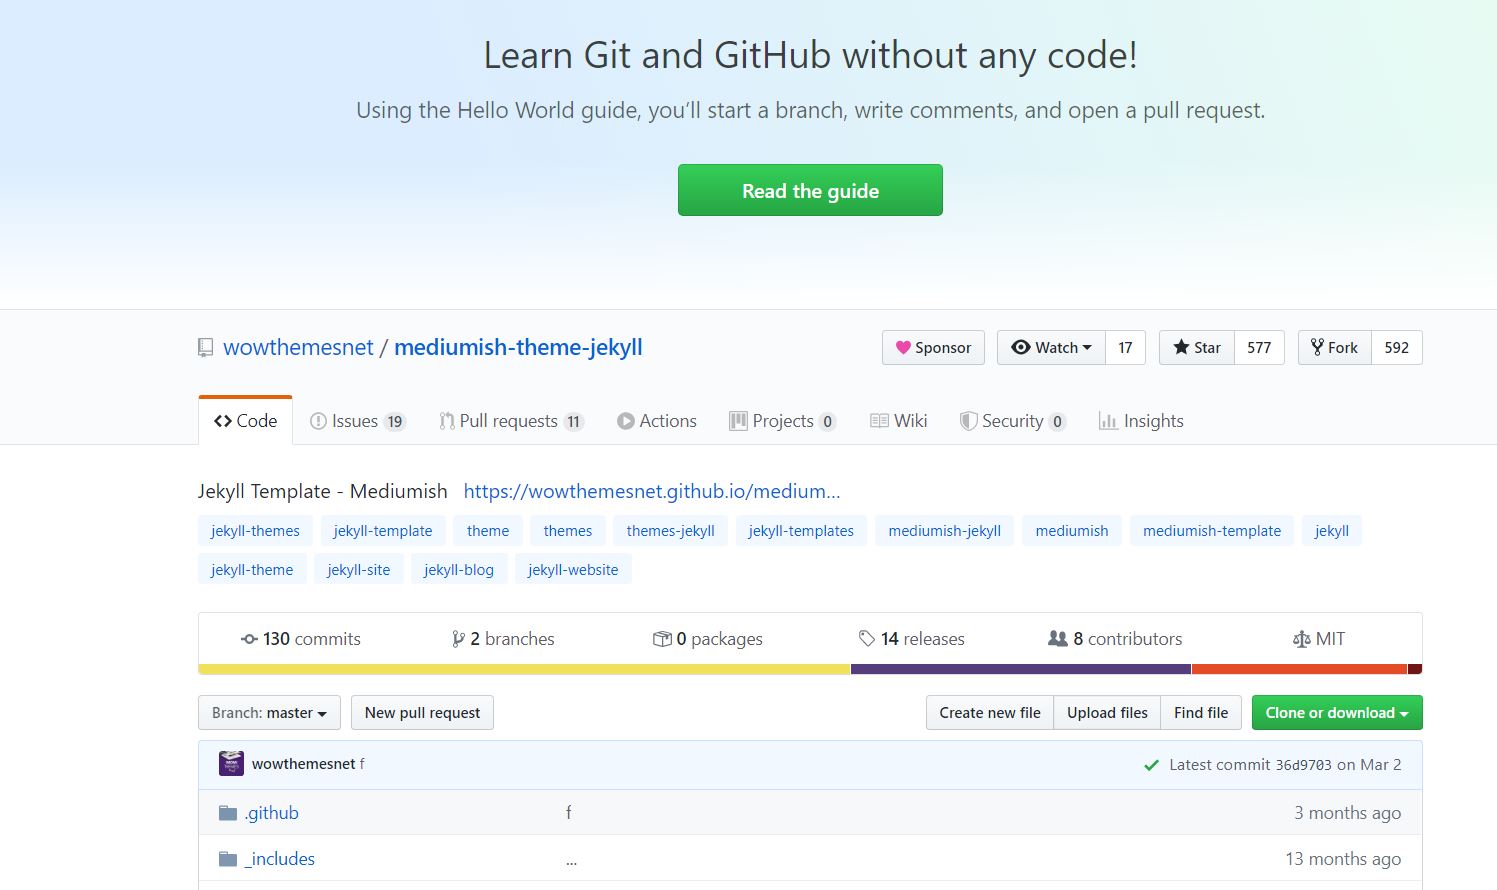 Learn Git and GitHub without any code!
Using the Hello World guide, you’ll start a branch, write comments, and open a pull request.
Read the guide
wowthemesnet / mediumish-theme-jekyll Sponsor Watch 17 Star 577 Fork 592
Code Issues 19 Pull requests 11 Actions Projects 0 Wiki Security 0 Insights
Jekyll Template - Mediumish https://wowthemesnet.github.io/medium...
jekyll-themes jekyll-template theme themes themes-jekyll jekyll-templates mediumish-jekyll mediumish mediumish-template jekyll
jekyll-theme jekyll-site jekyll-blog jekyll-website
130 commits 2 branches 0 packages 14 releases 8 contributors MIT
Branch: master New pull request Create new file Upload files Find file Clone or download
wowthemesnet f Latest commit 36d9703 on Mar 2
.github f 3 months ago
_includes ... 13 months ago